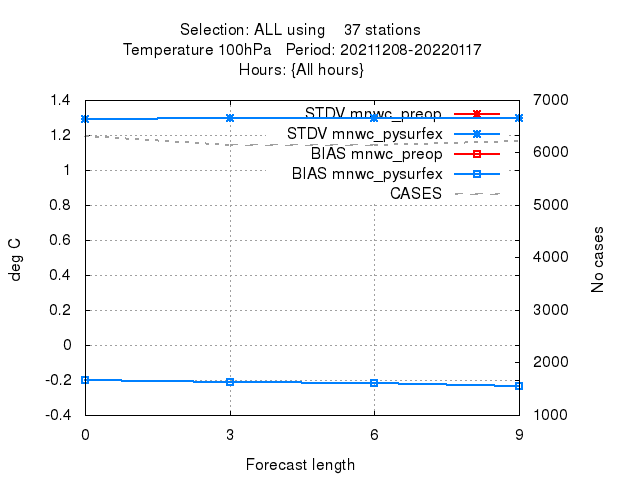 Selection: ALL using    37 stations
Temperature 100hPa   Period: 20211208-20220117
Hours: {All hours}
STDV mnwc_preop
STDV mnwc_pysurfex
BIAS mnwc_preop
BIAS mnwc_pysurfex
CASES
1.4
1.2
1
0.8
0.6
0.4
0.2
0
-0.2
-0.4
deg C
7000
6000
5000
4000
3000
2000
1000
No cases
0 3 6 9
Forecast length